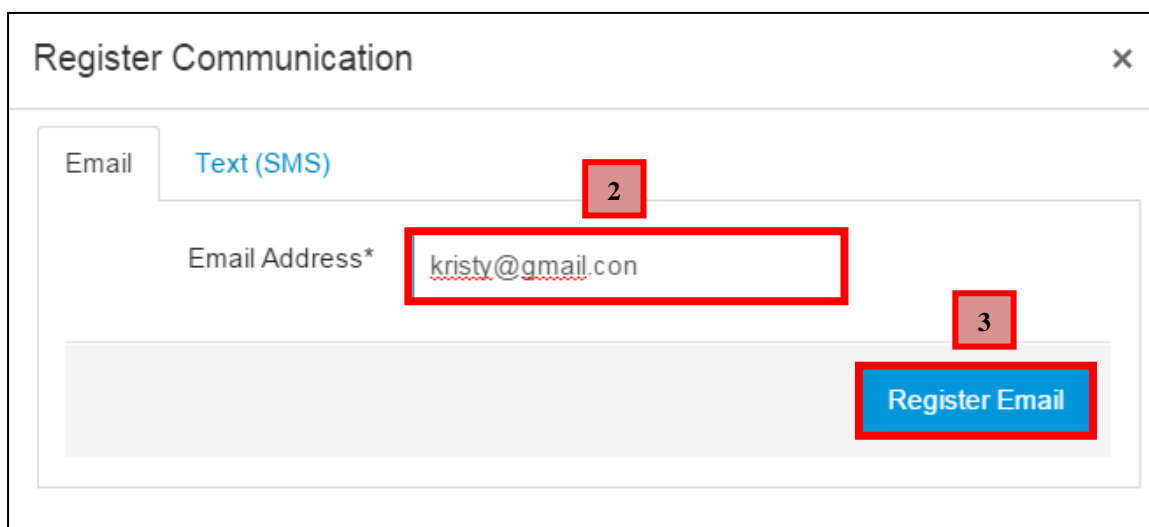 Register Communication ×
Email Text (SMS)
2
Email Address* kristy@gmail.con
3
Register Email